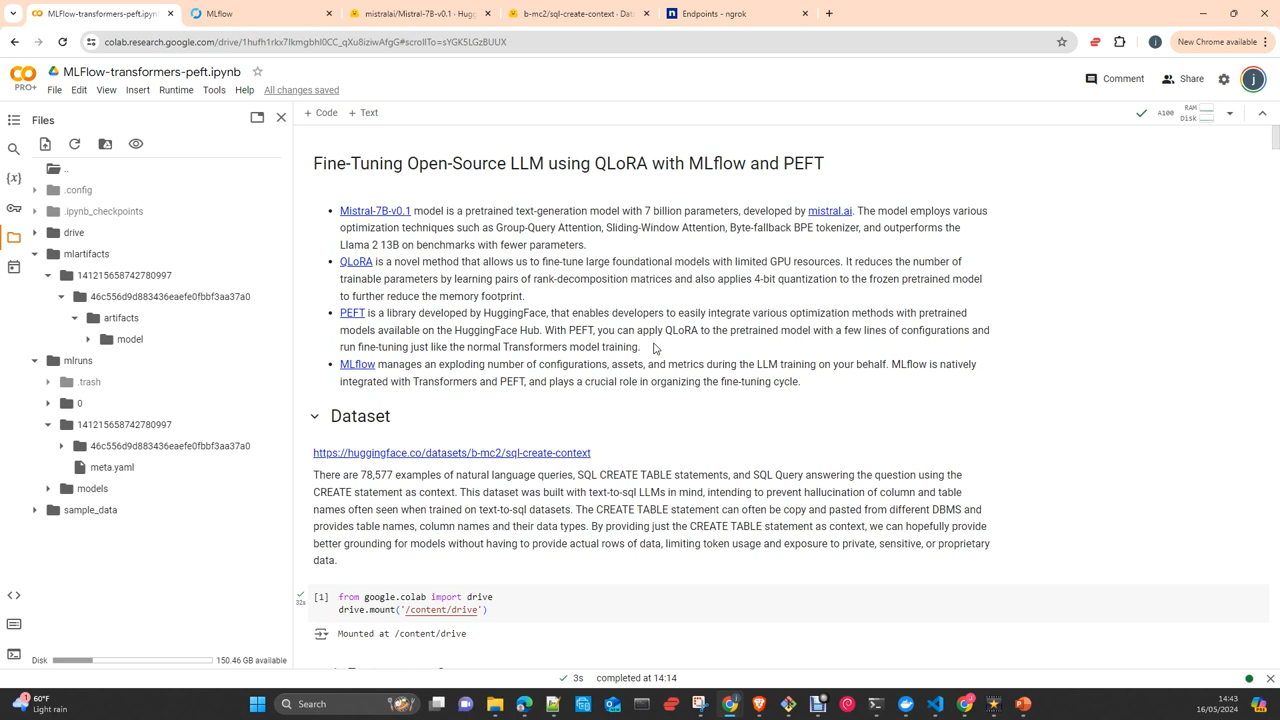 MLFlow-transformers-peft.ipynb
MLflow
mistralai/Mistral-7B-v0.1 - Hugg
b-mc2/sql-create-context - Dat
Endpoints - ngrok
colab.research.google.com/drive/1hufh1rkx7Ikmgbhl0CC_qXu8iziwAfgG#scrollTo=sYGK5LGzBUUX
New Chrome available
MLFlow-transformers-peft.ipynb
PRO+
File Edit View Insert Runtime Tools Help All changes saved
Comment
Share
j
Files
+ Code + Text
A100
RAM
Disk
..
.config
.ipynb_checkpoints
drive
mlartifacts
141215658742780997
46c556d9d883436eaefe0fbbf3aa37a0
artifacts
model
mlruns
.trash
0
141215658742780997
46c556d9d883436eaefe0fbbf3aa37a0
meta.yaml
models
sample_data
Disk
150.46 GB available
Fine-Tuning Open-Source LLM using QLoRA with MLflow and PEFT
Mistral-7B-v0.1 model is a pretrained text-generation model with 7 billion parameters, developed by mistral.ai. The model employs various
optimization techniques such as Group-Query Attention, Sliding-Window Attention, Byte-fallback BPE tokenizer, and outperforms the
Llama 2 13B on benchmarks with fewer parameters.
QLoRA is a novel method that allows us to fine-tune large foundational models with limited GPU resources. It reduces the number of
trainable parameters by learning pairs of rank-decomposition matrices and also applies 4-bit quantization to the frozen pretrained model
to further reduce the memory footprint.
PEFT is a library developed by HuggingFace, that enables developers to easily integrate various optimization methods with pretrained
models available on the HuggingFace Hub. With PEFT, you can apply QLoRA to the pretrained model with a few lines of configurations and
run fine-tuning just like the normal Transformers model training.
MLflow manages an exploding number of configurations, assets, and metrics during the LLM training on your behalf. MLflow is natively
integrated with Transformers and PEFT, and plays a crucial role in organizing the fine-tuning cycle.
Dataset
https://huggingface.co/datasets/b-mc2/sql-create-context
There are 78,577 examples of natural language queries, SQL CREATE TABLE statements, and SQL Query answering the question using the
CREATE statement as context. This dataset was built with text-to-sql LLMs in mind, intending to prevent hallucination of column and table
names often seen when trained on text-to-sql datasets. The CREATE TABLE statement can often be copy and pasted from different DBMS and
provides table names, column names and their data types. By providing just the CREATE TABLE statement as context, we can hopefully provide
better grounding for models without having to provide actual rows of data, limiting token usage and exposure to private, sensitive, or proprietary
data.
[1] from google.colab import drive
32s
drive.mount('/content/drive')
Mounted at /content/drive
3s completed at 14:14
60°F
Light rain
Search
14:43
16/05/2024